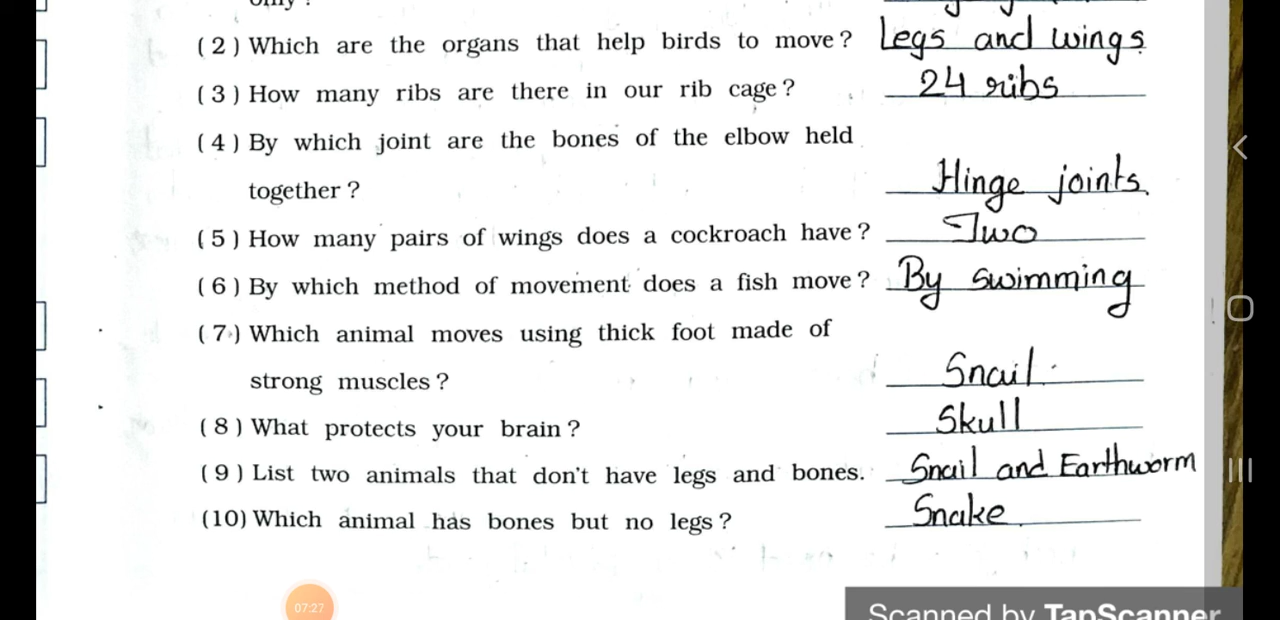 only ?
(2) Which are the organs that help birds to move? Legs and wings.
(3) How many ribs are there in our rib cage? 24 ribs
(4) By which joint are the bones of the elbow held
together? Hinge joints.
(5) How many pairs of wings does a cockroach have? Two
(6) By which method of movement does a fish move? By swimming
(7) Which animal moves using thick foot made of
strong muscles? Snail.
(8) What protects your brain? Skull
(9) List two animals that don't have legs and bones. Snail and Earthworm
(10) Which animal has bones but no legs? Snake.
07:27
Scanned by TapScanner